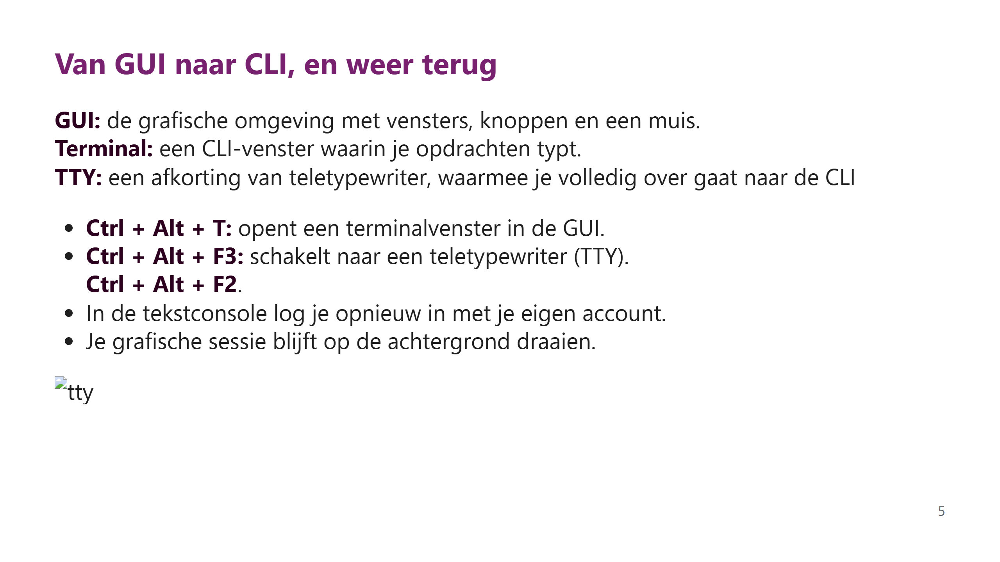 Van GUI naar CLI, en weer terug
GUI: de grafische omgeving met vensters, knoppen en een muis.
Terminal: een CLI-venster waarin je opdrachten typt.
TTY: een afkorting van teletypewriter, waarmee je volledig over gaat naar de CLI
• Ctrl + Alt + T: opent een terminalvenster in de GUI.
• Ctrl + Alt + F3: schakelt naar een teletypewriter (TTY).
Ctrl + Alt + F2.
• In de tekstconsole log je opnieuw in met je eigen account.
• Je grafische sessie blijft op de achtergrond draaien.
tty
5